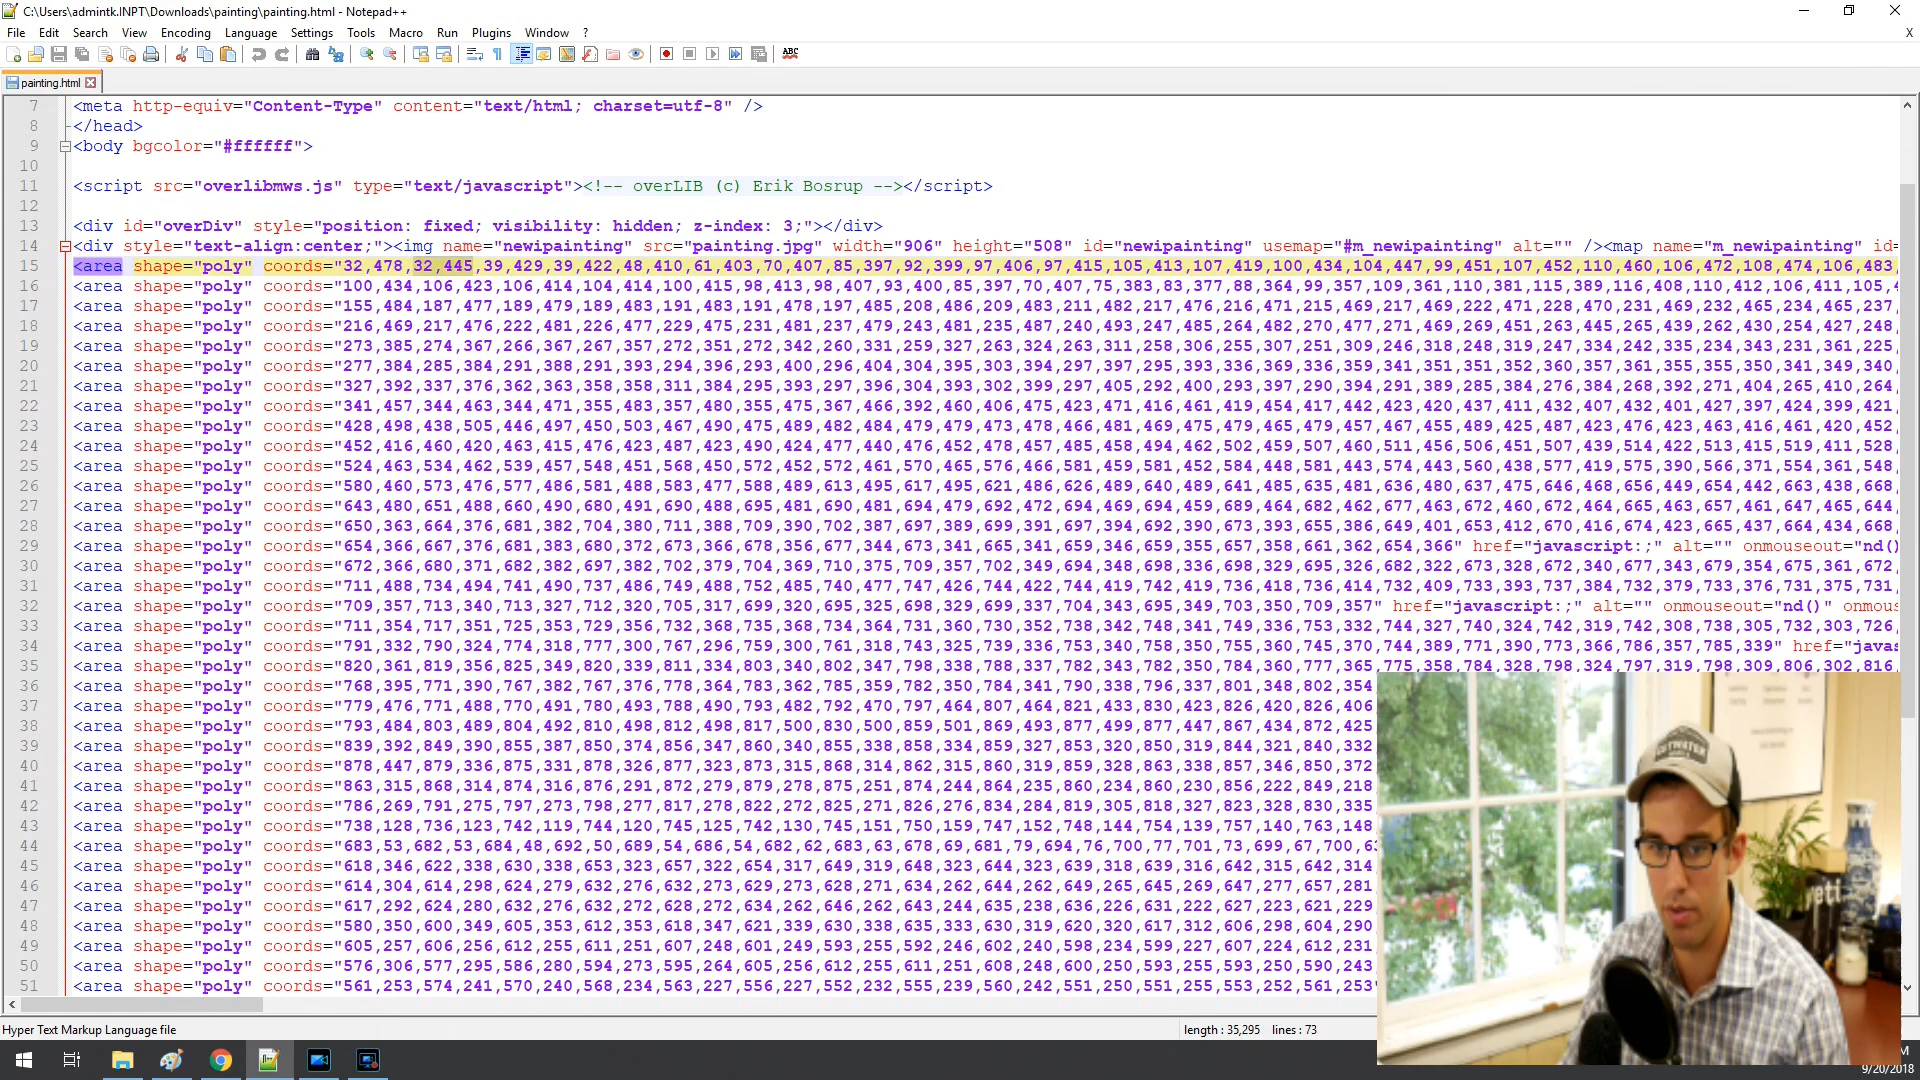 C:\Users\admintk.INPT\Downloads\painting\painting.html - Notepad++
File Edit Search View Encoding Language Settings Tools Macro Run Plugins Window ? X
painting.html
7 <meta http-equiv="Content-Type" content="text/html; charset=utf-8" />
8 </head>
9 <body bgcolor="#ffffff">
10
11 <script src="overlibmws.js" type="text/javascript"><!-- overLIB (c) Erik Bosrup --></script>
12
13 <div id="overDiv" style="position: fixed; visibility: hidden; z-index: 3;"></div>
14 <div style="text-align:center;"><img name="newipainting" src="painting.jpg" width="906" height="508" id="newipainting" usemap="#m_newipainting" alt="" /><map name="m_newipainting" id=
15 <area shape="poly" coords="32,478,32,445,39,429,39,422,48,410,61,403,70,407,85,397,92,399,97,406,97,415,105,413,107,419,100,434,104,447,99,451,107,452,110,460,106,472,108,474,106,483,
16 <area shape="poly" coords="100,434,106,423,106,414,104,414,100,415,98,413,98,407,93,400,85,397,70,407,75,383,83,377,88,364,99,357,109,361,110,381,115,389,116,408,110,412,106,411,105,4
17 <area shape="poly" coords="155,484,187,477,189,479,189,483,191,483,191,478,197,485,208,486,209,483,211,482,217,476,216,471,215,469,217,469,222,471,228,470,231,469,232,465,234,465,237,
18 <area shape="poly" coords="216,469,217,476,222,481,226,477,229,475,231,481,237,479,243,481,235,487,240,493,247,485,264,482,270,477,271,469,269,451,263,445,265,439,262,430,254,427,248,
19 <area shape="poly" coords="273,385,274,367,266,367,267,357,272,351,272,342,260,331,259,327,263,324,263,311,258,306,255,307,251,309,246,318,248,319,247,334,242,335,234,343,231,361,225,
20 <area shape="poly" coords="277,384,285,384,291,388,291,393,294,396,293,400,296,404,304,395,303,394,297,397,295,393,336,369,336,359,341,351,351,352,360,357,361,355,355,350,341,349,340,
21 <area shape="poly" coords="327,392,337,376,362,363,358,358,311,384,295,393,297,396,304,393,302,399,297,405,292,400,293,397,290,394,291,389,285,384,276,384,268,392,271,404,265,410,264,
22 <area shape="poly" coords="341,457,344,463,344,471,355,483,357,480,355,475,367,466,392,460,406,475,423,471,416,461,419,454,417,442,423,420,437,411,432,407,432,401,427,397,424,399,421,
23 <area shape="poly" coords="428,498,438,505,446,497,450,503,467,490,475,489,482,484,479,479,473,478,466,481,469,475,479,465,479,457,467,455,489,425,487,423,476,423,463,416,461,420,452,
24 <area shape="poly" coords="452,416,460,420,463,415,476,423,487,423,490,424,477,440,476,452,478,457,485,458,494,462,502,459,507,460,511,456,506,451,507,439,514,422,513,415,519,411,528,
25 <area shape="poly" coords="524,463,534,462,539,457,548,451,568,450,572,452,572,461,570,465,576,466,581,459,581,452,584,448,581,443,574,443,560,438,577,419,575,390,566,371,554,361,548,
26 <area shape="poly" coords="580,460,573,476,577,486,581,488,583,477,588,489,613,495,617,495,621,486,626,489,640,489,641,485,635,481,636,480,637,475,646,468,656,449,654,442,663,438,668,
27 <area shape="poly" coords="643,480,651,488,660,490,680,491,690,488,695,481,690,481,694,479,692,472,694,469,694,459,689,464,682,462,677,463,672,460,672,464,665,463,657,461,647,465,644,
28 <area shape="poly" coords="650,363,664,376,681,382,704,380,711,388,709,390,702,387,697,389,699,391,697,394,692,390,673,393,655,386,649,401,653,412,670,416,674,423,665,437,664,434,668,
29 <area shape="poly" coords="654,366,667,376,681,383,680,372,673,366,678,356,677,344,673,341,665,341,659,346,659,355,657,358,661,362,654,366" href="javascript:;" alt="" onmouseout="nd()
30 <area shape="poly" coords="672,366,680,371,682,382,697,382,702,379,704,369,710,375,709,357,702,349,694,348,698,336,698,329,695,326,682,322,673,328,672,340,677,343,679,354,675,361,672,
31 <area shape="poly" coords="711,488,734,494,741,490,737,486,749,488,752,485,740,477,747,426,744,422,744,419,742,419,736,418,736,414,732,409,733,393,737,384,732,379,733,376,731,375,731,
32 <area shape="poly" coords="709,357,713,340,713,327,712,320,705,317,699,320,695,325,698,329,699,337,704,343,695,349,703,350,709,357" href="javascript:;" alt="" onmouseout="nd()" onmous
33 <area shape="poly" coords="711,354,717,351,725,353,729,356,732,368,735,368,734,364,731,360,730,352,738,342,748,341,749,336,753,332,744,327,740,324,742,319,742,308,738,305,732,303,726,
34 <area shape="poly" coords="791,332,790,324,774,318,777,300,767,296,759,300,761,318,743,325,739,336,753,340,758,350,755,360,745,370,744,389,771,390,773,366,786,357,785,339" href="javas
35 <area shape="poly" coords="820,361,819,356,825,349,820,339,811,334,803,340,802,347,798,338,788,337,782,343,782,350,784,360,777,365,775,358,784,328,798,324,797,319,798,309,806,302,816,
36 <area shape="poly" coords="768,395,771,390,767,382,767,376,778,364,783,362,785,359,782,350,784,341,790,338,796,337,801,348,802,354
37 <area shape="poly" coords="779,476,771,488,770,491,780,493,788,490,793,482,792,470,797,464,807,464,821,433,830,423,826,420,826,406
38 <area shape="poly" coords="793,484,803,489,804,492,810,498,812,498,817,500,830,500,859,501,869,493,877,499,877,447,867,434,872,425
39 <area shape="poly" coords="839,392,849,390,855,387,850,374,856,347,860,340,855,338,858,334,859,327,853,320,850,319,844,321,840,332
40 <area shape="poly" coords="878,447,879,336,875,331,878,326,877,323,873,315,868,314,862,315,860,319,859,328,863,338,857,346,850,372
41 <area shape="poly" coords="863,315,868,314,874,316,876,291,872,279,879,278,875,251,874,244,864,235,860,234,860,230,856,222,849,218
42 <area shape="poly" coords="786,269,791,275,797,273,798,277,817,278,822,272,825,271,826,276,834,284,819,305,818,327,823,328,830,335
43 <area shape="poly" coords="738,128,736,123,742,119,744,120,745,125,742,130,745,151,750,159,747,152,748,144,754,139,757,140,763,148
44 <area shape="poly" coords="683,53,682,53,684,48,692,50,689,54,686,54,682,62,683,63,678,69,681,79,694,76,700,77,701,73,699,67,700,63
45 <area shape="poly" coords="618,346,622,338,630,338,653,323,657,322,654,317,649,319,648,323,644,323,639,318,639,316,642,315,642,314
46 <area shape="poly" coords="614,304,614,298,624,279,632,276,632,273,629,273,628,271,634,262,644,262,649,265,645,269,647,277,657,281
47 <area shape="poly" coords="617,292,624,280,632,276,632,272,628,272,634,262,646,262,643,244,635,238,636,226,631,222,627,223,621,229
48 <area shape="poly" coords="580,350,600,349,605,353,612,353,618,347,621,339,630,338,635,333,630,319,620,320,617,312,606,298,604,290
49 <area shape="poly" coords="605,257,606,256,612,255,611,251,607,248,601,249,593,255,592,246,602,240,598,234,599,227,607,224,612,231
50 <area shape="poly" coords="576,306,577,295,586,280,594,273,595,264,605,256,612,255,611,251,608,248,600,250,593,255,593,250,590,243
51 <area shape="poly" coords="561,253,574,241,570,240,568,234,563,227,556,227,552,232,555,239,560,242,551,250,551,255,553,252,561,253"
Hyper Text Markup Language file length : 35,295 lines : 73
9/20/2018